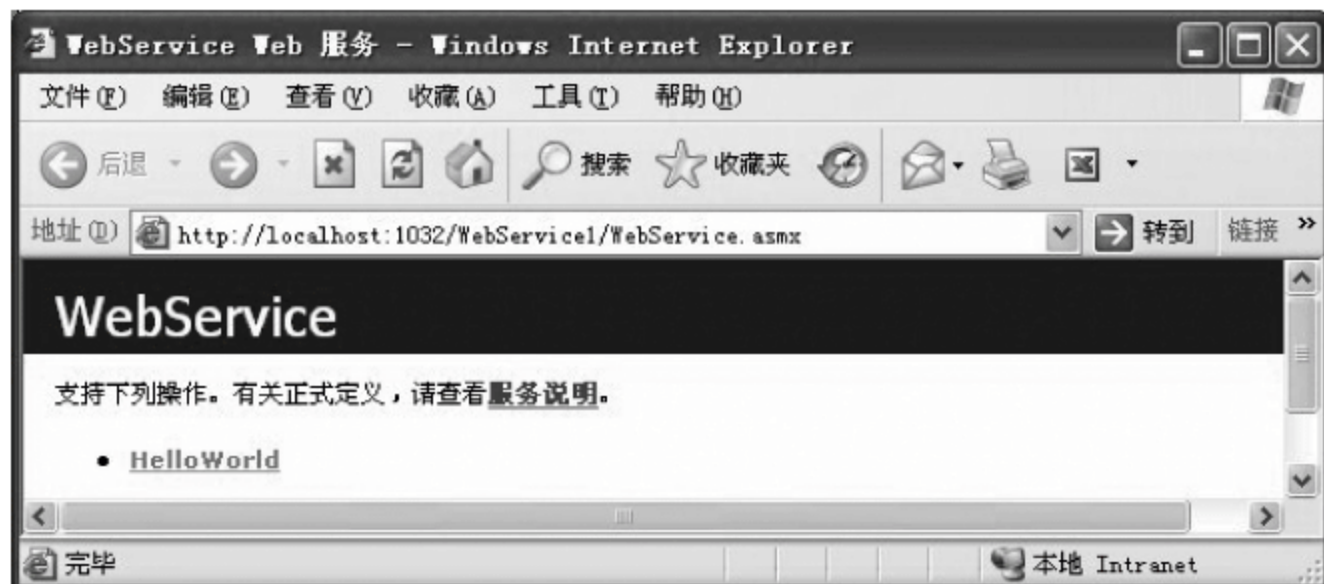 WebService Web 服务 - Windows Internet Explorer
文件(F) 编辑(E) 查看(V) 收藏(A) 工具(T) 帮助(H)
后退 搜索 收藏夹
地址(D) http://localhost:1032/WebService1/WebService.asmx 转到 链接 »
WebService
支持下列操作。有关正式定义,请查看服务说明。
• HelloWorld
完毕 本地 Intranet